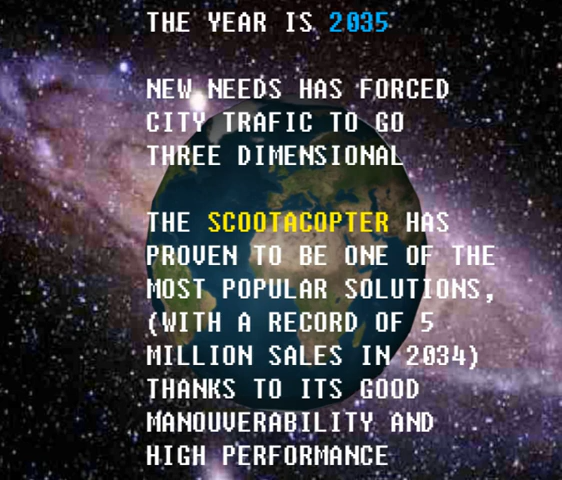 THE YEAR IS 2035
NEW NEEDS HAS FORCED
CITY TRAFIC TO GO
THREE DIMENSIONAL
THE SCOOTACOPTER HAS
PROVEN TO BE ONE OF THE
MOST POPULAR SOLUTIONS,
(WITH A RECORD OF 5
MILLION SALES IN 2034)
THANKS TO ITS GOOD
MANOUVERABILITY AND
HIGH PERFORMANCE